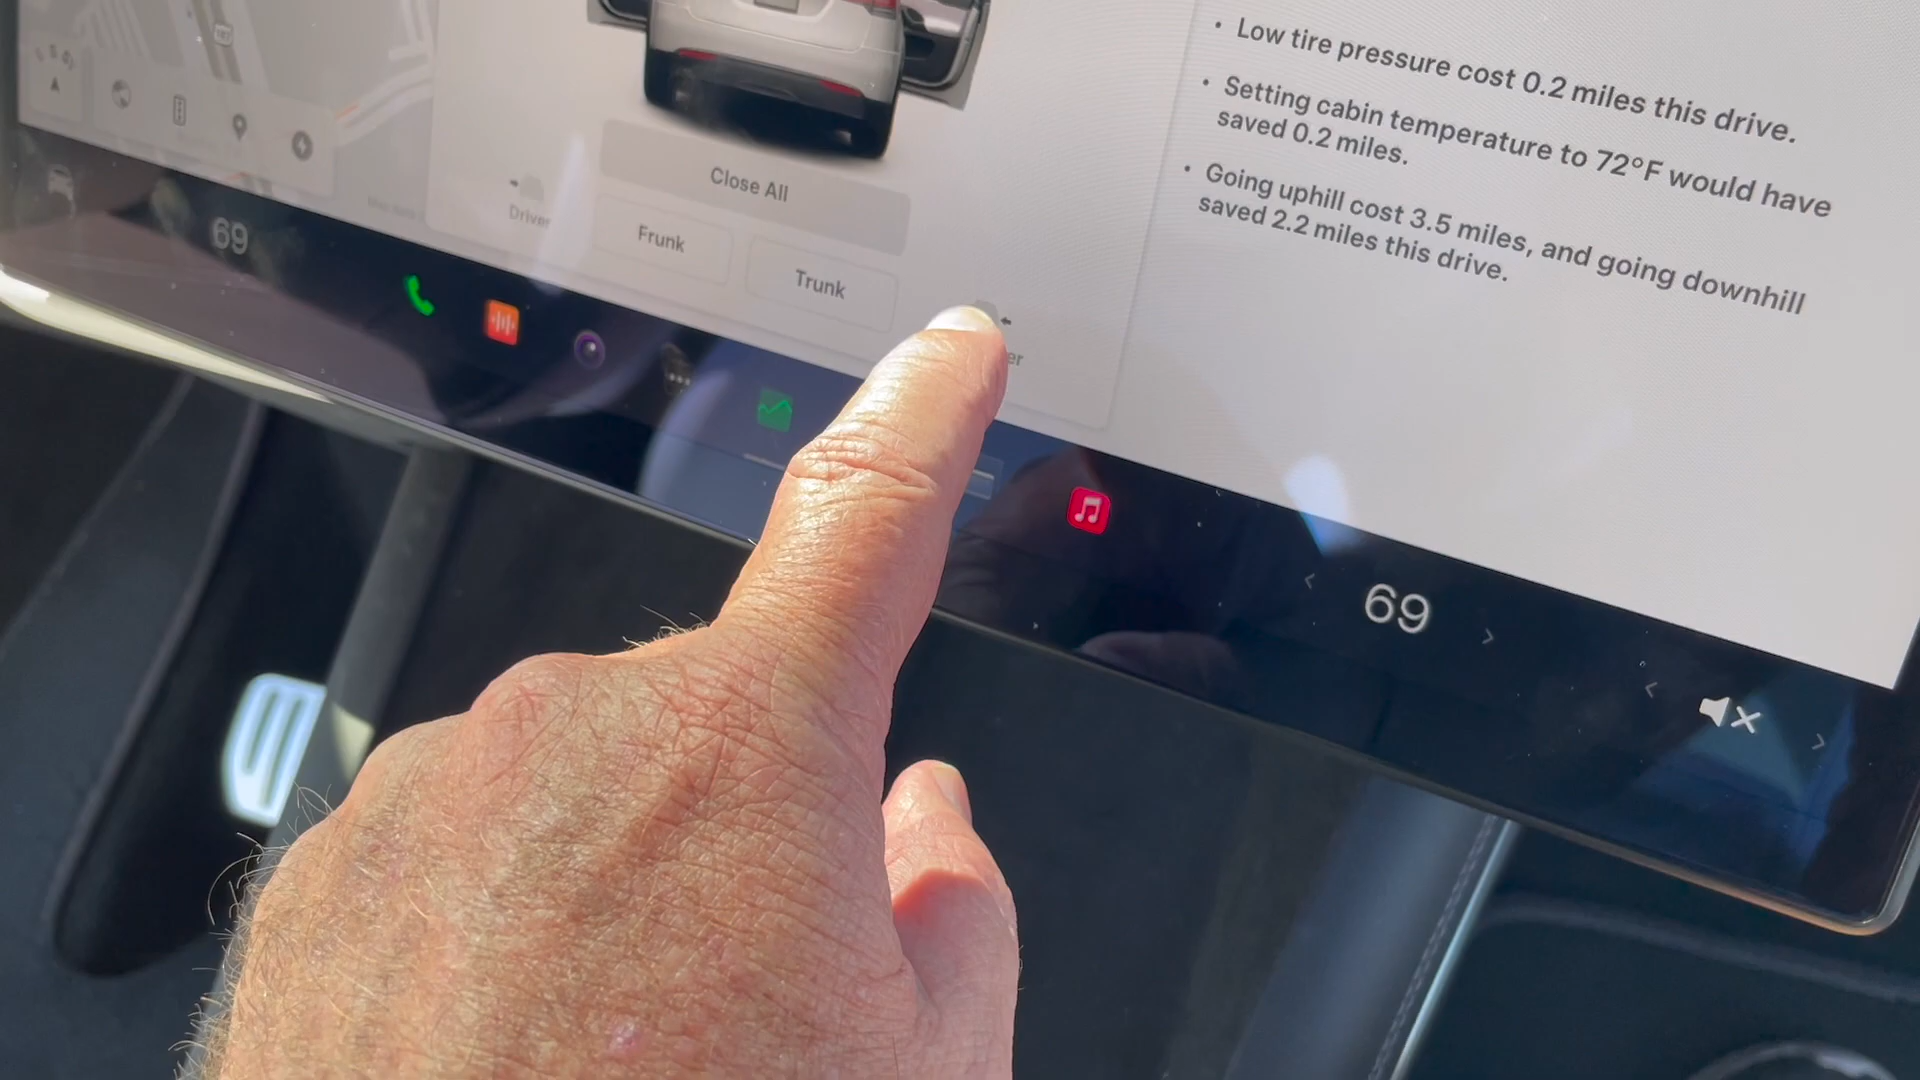 • Low tire pressure cost 0.2 miles this drive.
• Setting cabin temperature to 72°F would have
saved 0.2 miles.
• Going uphill cost 3.5 miles, and going downhill
saved 2.2 miles this drive.
Close All
Driver
Frunk
Trunk
er
69
69